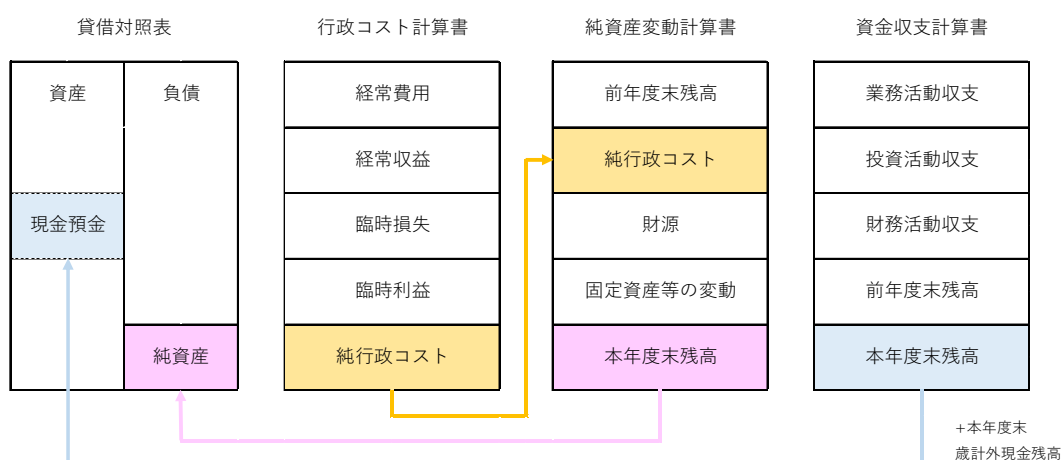 貸借対照表
資産
負債
現金預金
純資産
行政コスト計算書
経常費用
経常収益
臨時損失
臨時利益
純行政コスト
純資産変動計算書
前年度末残高
純行政コスト
財源
固定資産等の変動
本年度末残高
資金収支計算書
業務活動収支
投資活動収支
財務活動収支
前年度末残高
本年度末残高
+本年度末
歳計外現金残高